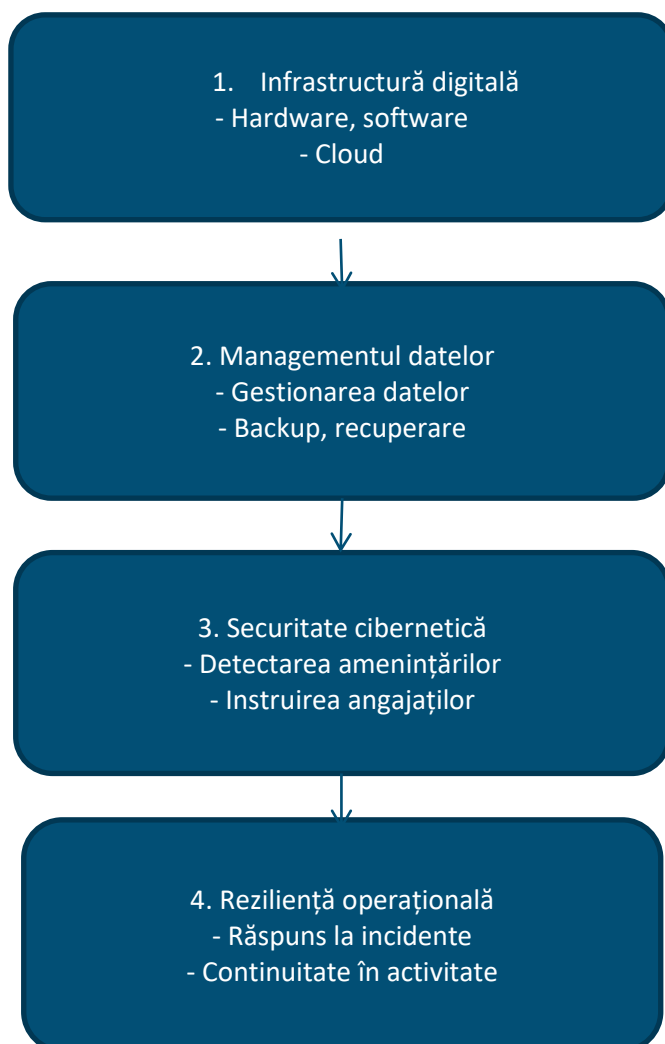 1. Infrastructură digitală
- Hardware, software
- Cloud
2. Managementul datelor
- Gestionarea datelor
- Backup, recuperare
3. Securitate cibernetică
- Detectarea amenințărilor
- Instruirea angajaților
4. Reziliență operațională
- Răspuns la incidente
- Continuitate în activitate